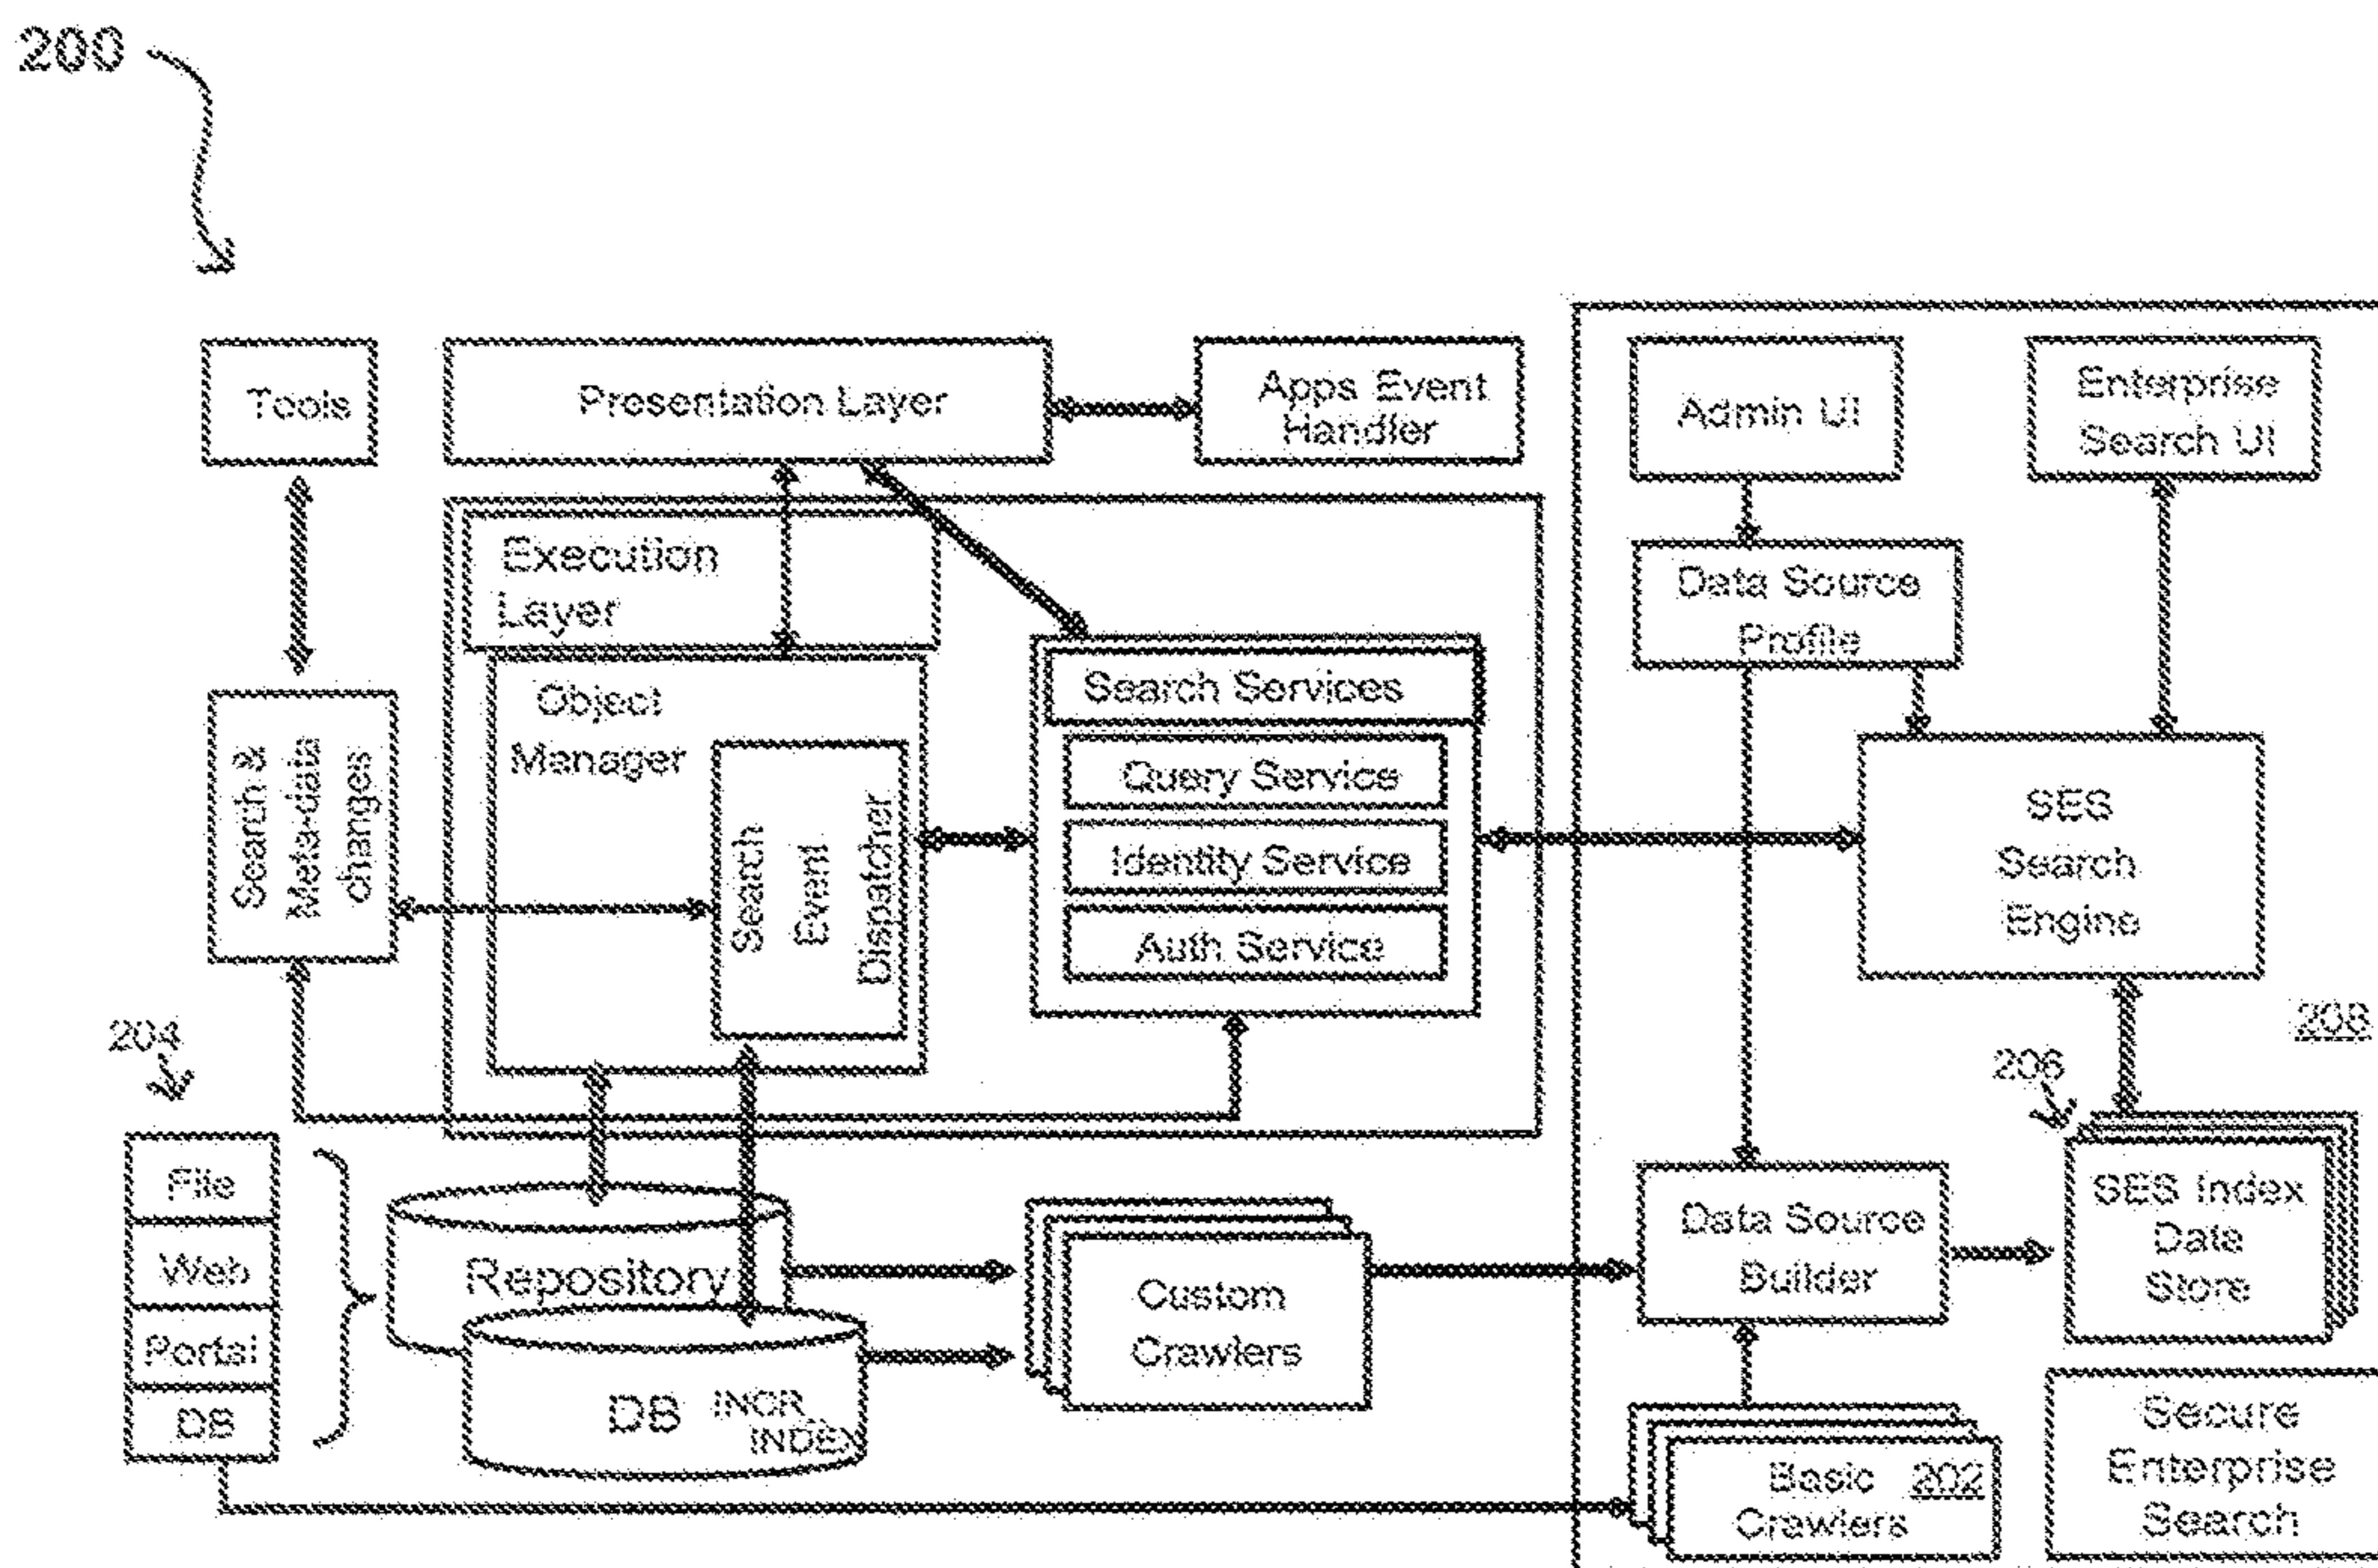 200
Tools
Presentation Layer
Apps Event
Handler
Admin UI
Enterprise
Search UI
Execution
Layer
Data Source
Profile
Object
Manager
Search Services
Query Service
Identity Service
Auth Service
Search &
Meta-data
changes
Search
Event
Dispatcher
SES
Search
Engine
208
204
206
File
Web
Portal
DB
Repository
DB INCR_
INDEX
Custom
Crawlers
Data Source
Builder
SES Index
Date
Store
Basic 202
Crawlers
Secure
Enterprise
Search